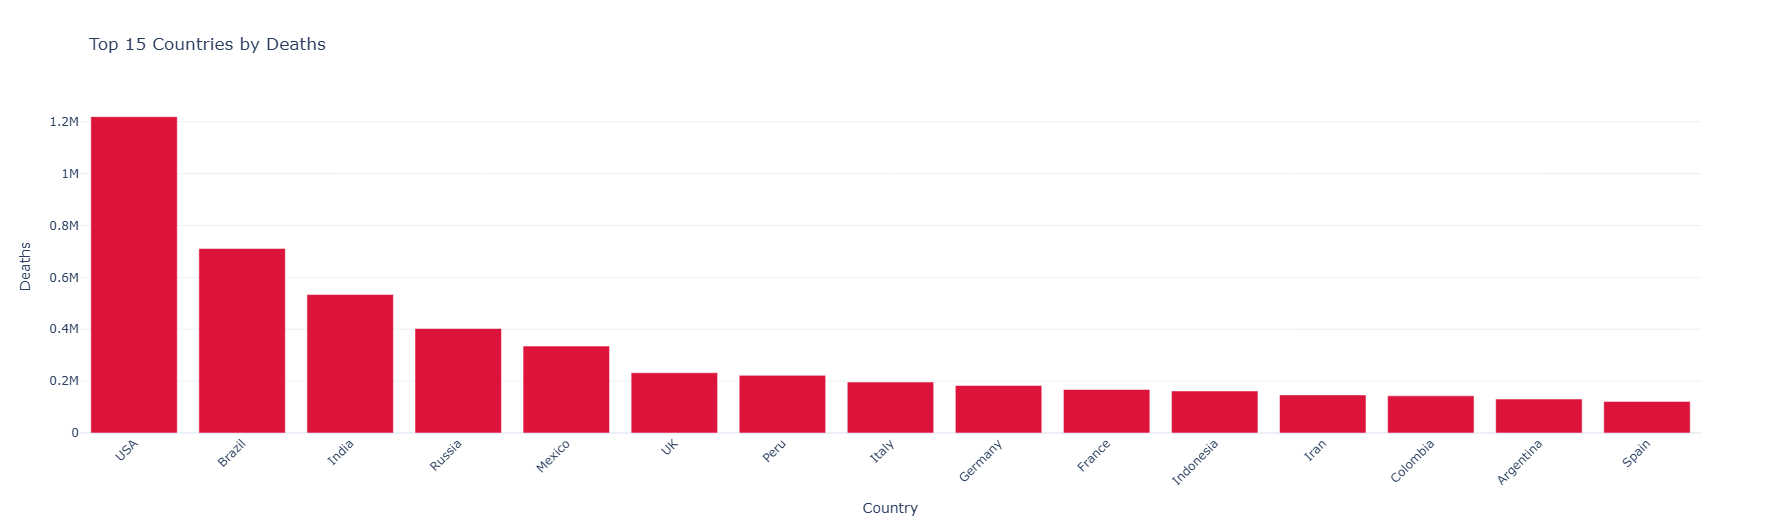 Top 15 Countries by Deaths
1.2M
1M
0.8M
0.6M
0.4M
0.2M
0
Deaths
USA
Brazil
India
Russia
Mexico
UK
Peru
Italy
Germany
France
Indonesia
Iran
Colombia
Argentina
Spain
Country